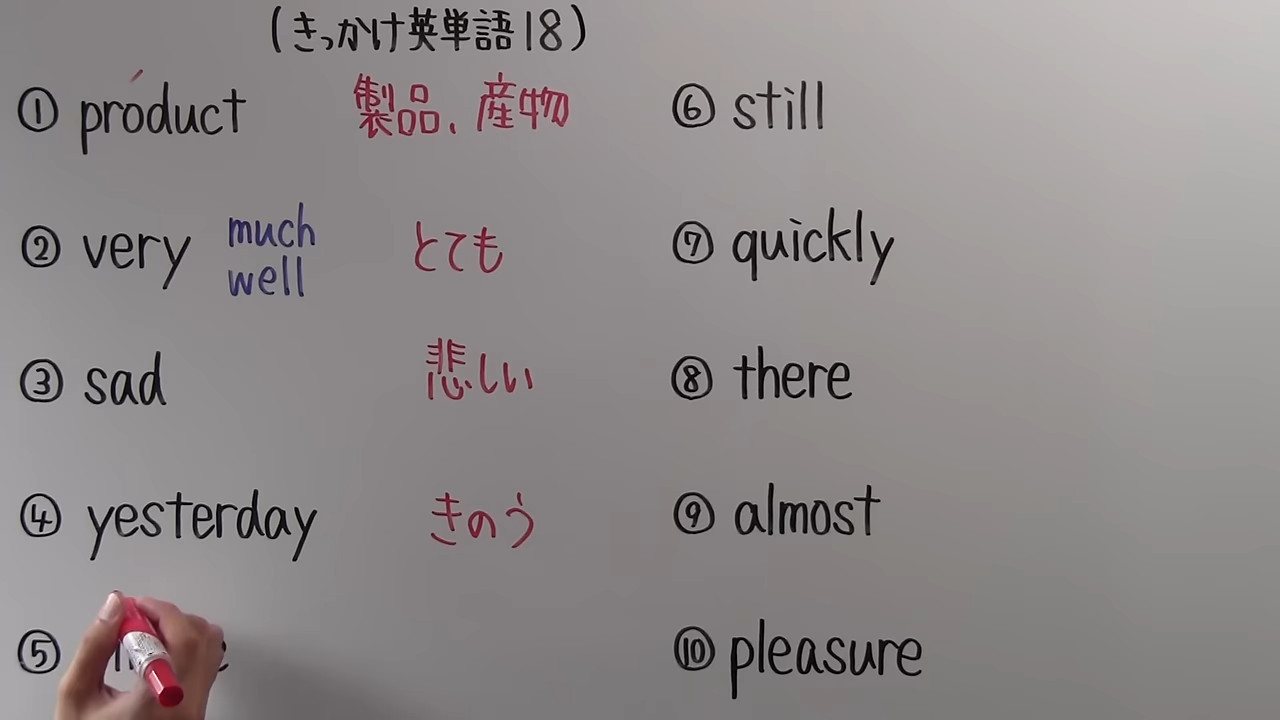 (きっかけ英単語18)
① product 製品、産物
② very much well とても
③ sad 悲しい
④ yesterday きのう
⑤
⑥ still
⑦ quickly
⑧ there
⑨ almost
⑩ pleasure